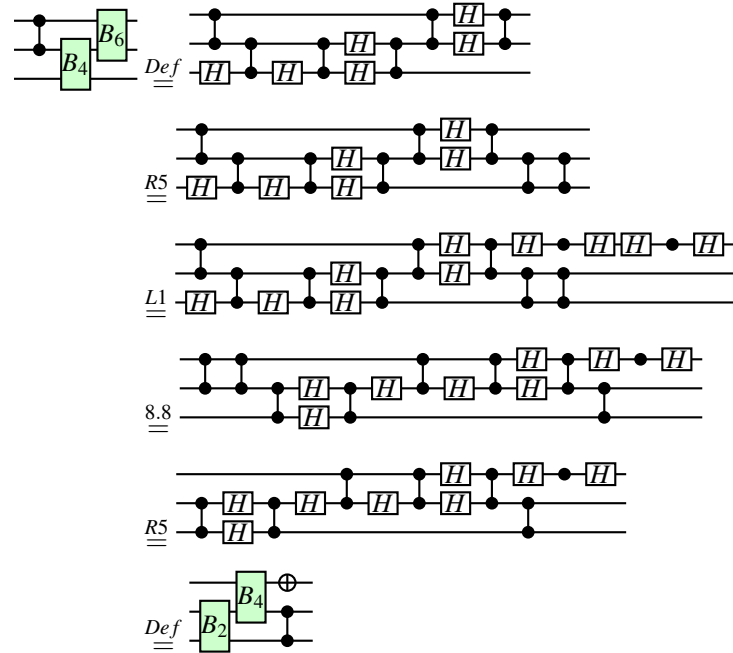 B₆ H
B₄ H H
Def = H H H
H
H H
R5 = H H H
H H H H H
H H
L1 = H H H
H H H
H H H H
8.8 = H
H H H
H H H H
R5 = H
B₄
B₂
Def =